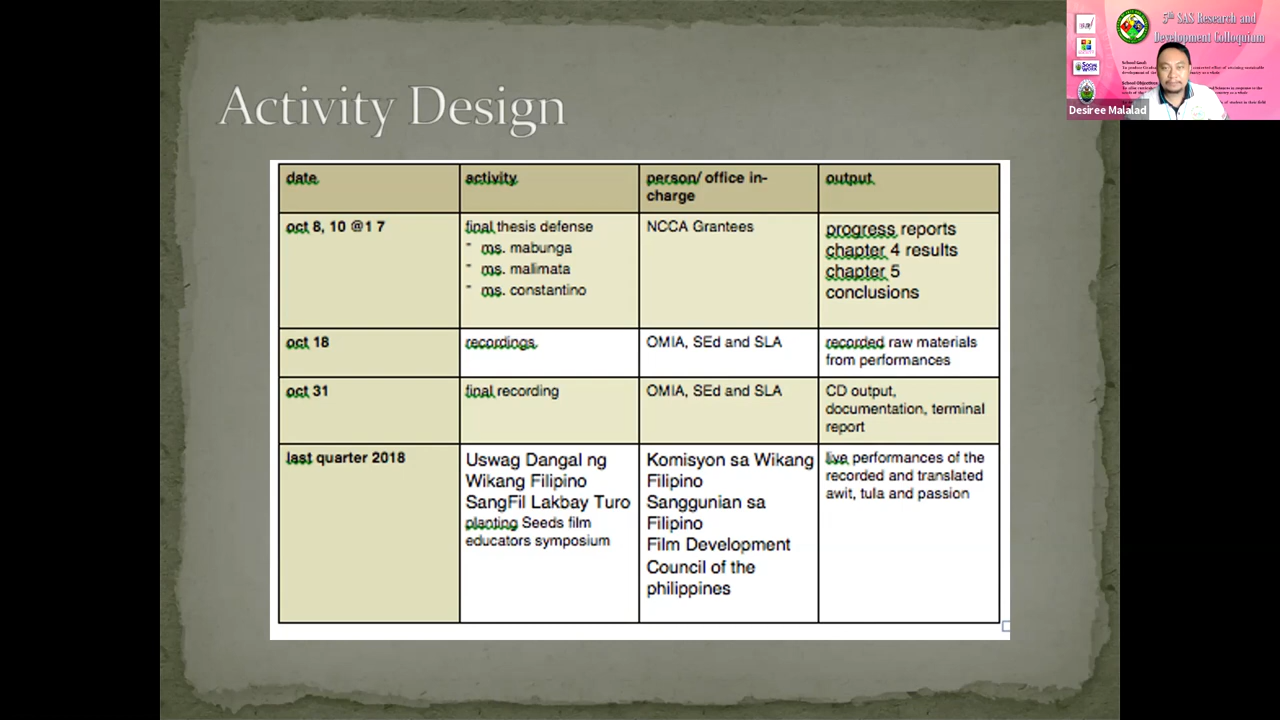 Activity Design
date
activity
person/ office in-
charge
output
oct 8, 10 @1 7
final thesis defense
- ms. mabunga
- ms. malimata
- ms. constantino
NCCA Grantees
progress reports
chapter 4 results
chapter 5
conclusions
oct 18
recordings
OMIA, SEd and SLA
recorded raw materials
from performances
oct 31
final recording
OMIA, SEd and SLA
CD output,
documentation, terminal
report
last quarter 2018
Uswag Dangal ng
Wikang Filipino
SangFil Lakbay Turo
planting Seeds film
educators symposium
Komisyon sa Wikang
Filipino
Sanggunian sa
Filipino
Film Development
Council of the
philippines
live performances of the
recorded and translated
awit, tula and passion
5th SAS Research and
Development Colloquium
School Goal:
Desiree Malalad